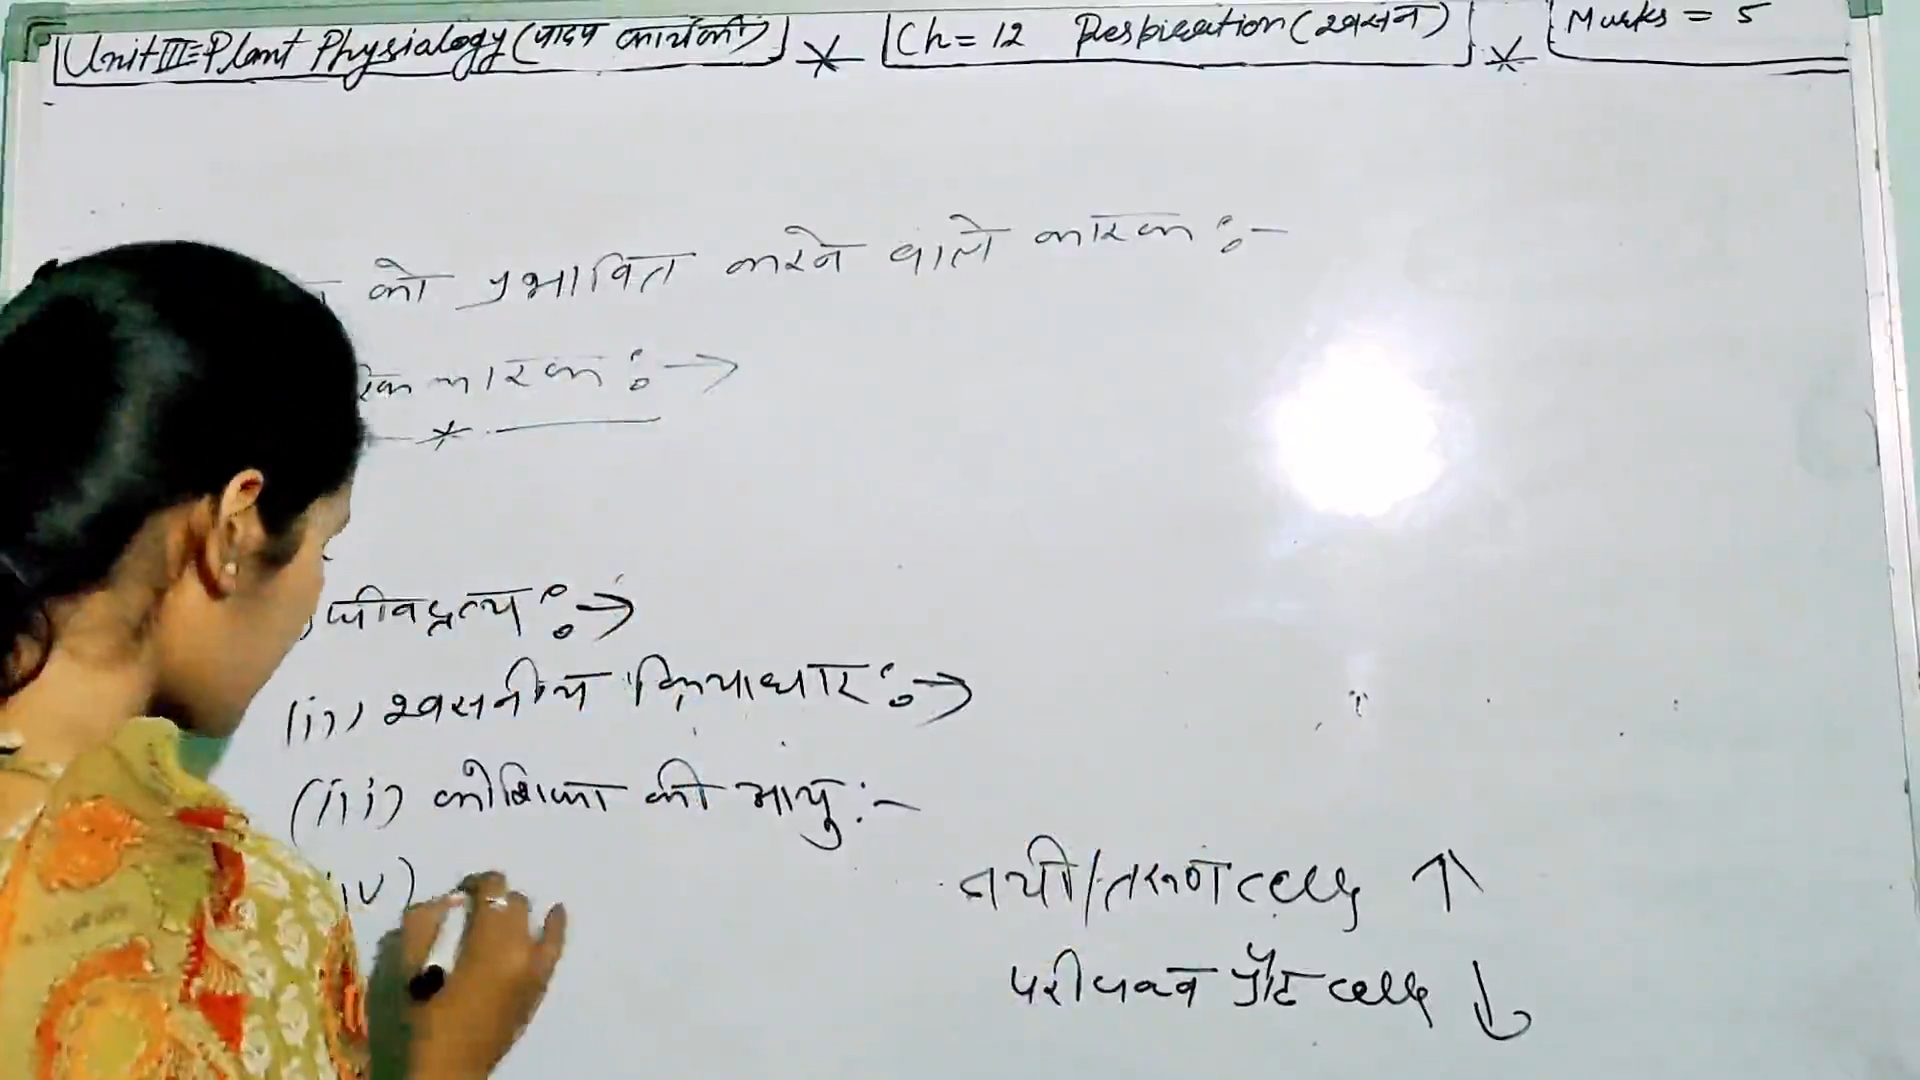 Unit III = Plant Physialogy (पादप कार्यिकी) * Ch = 12 Respiration (श्वसन) * Marks = 5
को प्रभावित करने वाले कारक :-
रिक कारक :→
जीवद्रव्य :→
(ii) श्वसनीय क्रियाधार :→
(iii) कोशिका की आयु :-
iv)
नयी/तरूण cells ↑
परीपक्व प्रौढ cells ↓